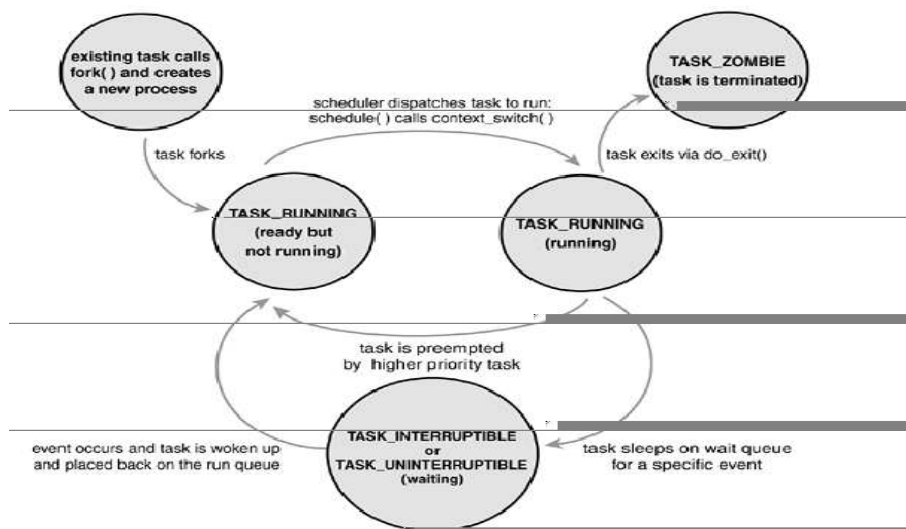 existing task calls
fork( ) and creates
a new process
TASK_ZOMBIE
(task is terminated)
scheduler dispatches task to run:
schedule( ) calls context_switch( )
task forks
task exits via do_exit()
TASK_RUNNING
(ready but
not running)
TASK_RUNNING
(running)
task is preempted
by higher priority task
event occurs and task is woken up
and placed back on the run queue
TASK_INTERRUPTIBLE
or
TASK_UNINTERRUPTIBLE
(waiting)
task sleeps on wait queue
for a specific event